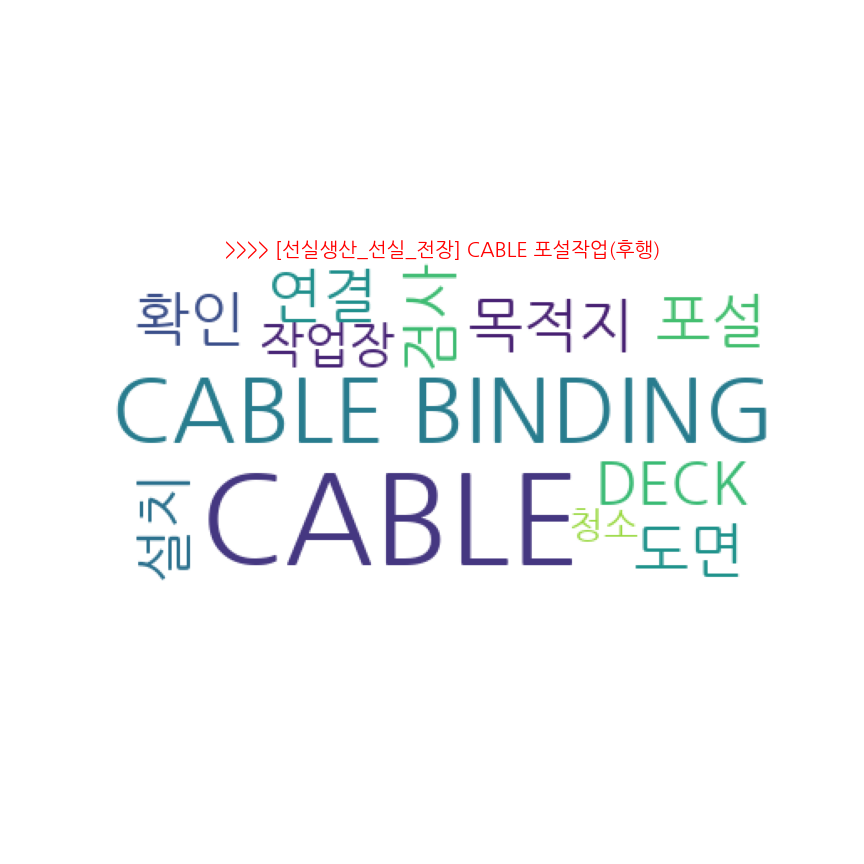 >>>> [선실생산_선실_전장] CABLE 포설작업(후행)
확인
연결
작업장
검사
목적지
포설
CABLE BINDING
설치
CABLE
DECK
청소
도면